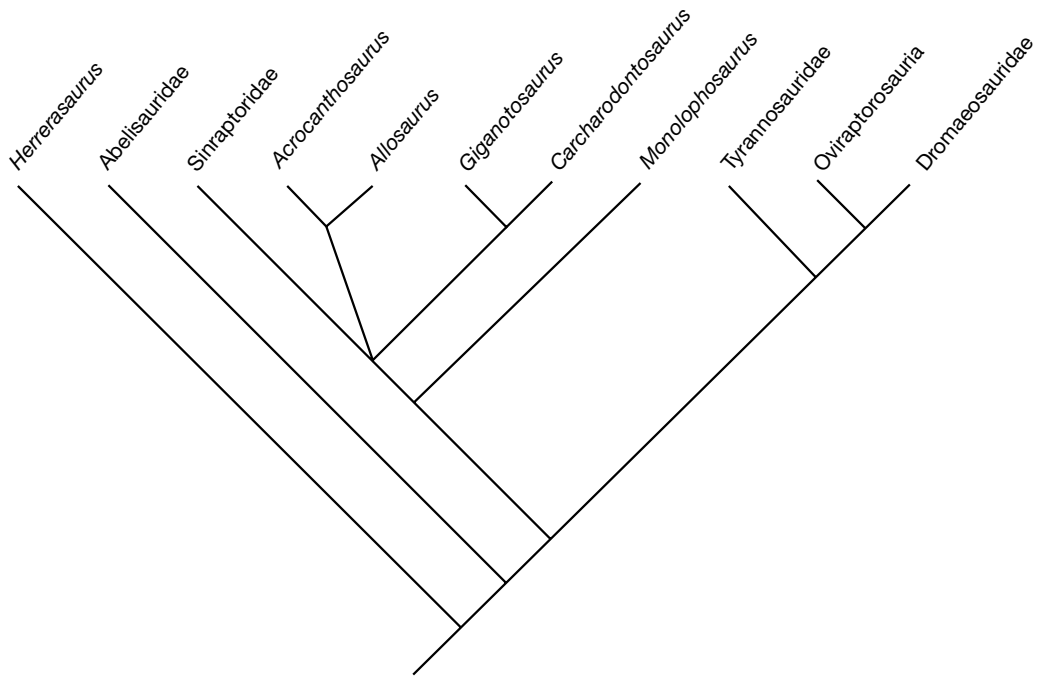 Herrerasaurus
Abelisauridae
Sinraptoridae
Acrocanthosaurus
Allosaurus
Giganotosaurus
Carcharodontosaurus
Monolophosaurus
Tyrannosauridae
Oviraptorosauria
Dromaeosauridae